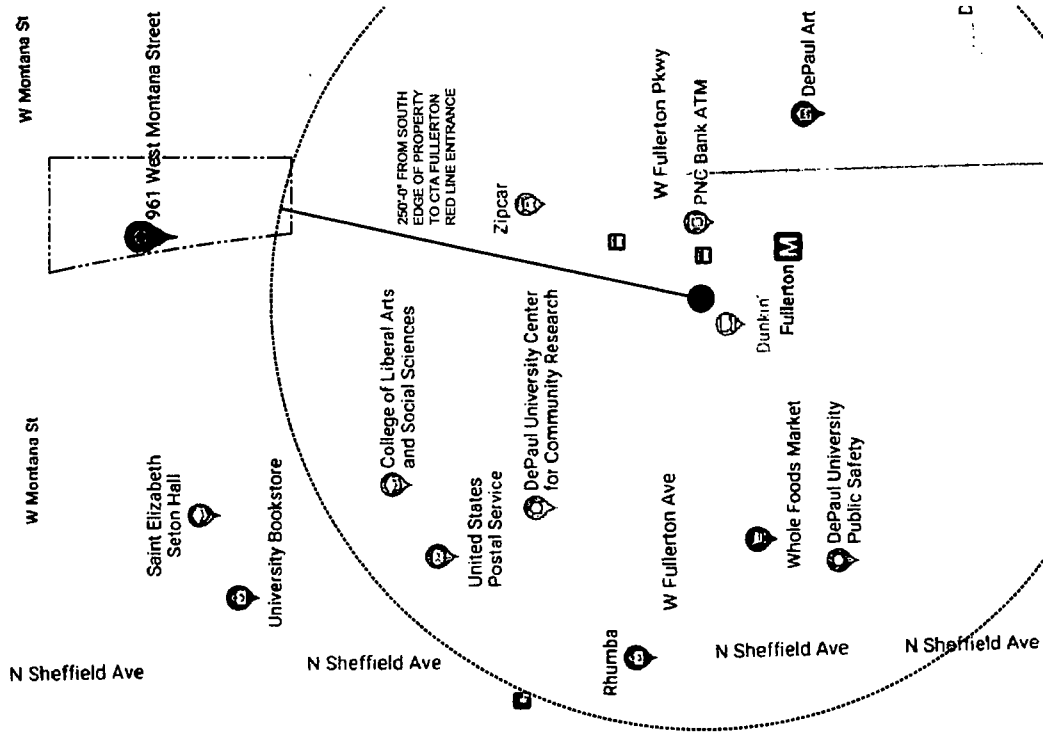 W Montana St
W Montana St
961 West Montana Street
Saint Elizabeth
Seton Hall
University Bookstore
N Sheffield Ave
N Sheffield Ave
250'-0" FROM SOUTH
EDGE OF PROPERTY
TO CTA FULLERTON
RED LINE ENTRANCE
College of Liberal Arts
and Social Sciences
United States
Postal Service
Zipcar
DePaul University Center
for Community Research
Rhumba
W Fullerton Ave
W Fullerton Pkwy
PNC Bank ATM
Dunkin'
Fullerton
M
DePaul Art
Whole Foods Market
DePaul University
Public Safety
N Sheffield Ave
N Sheffield Ave
D